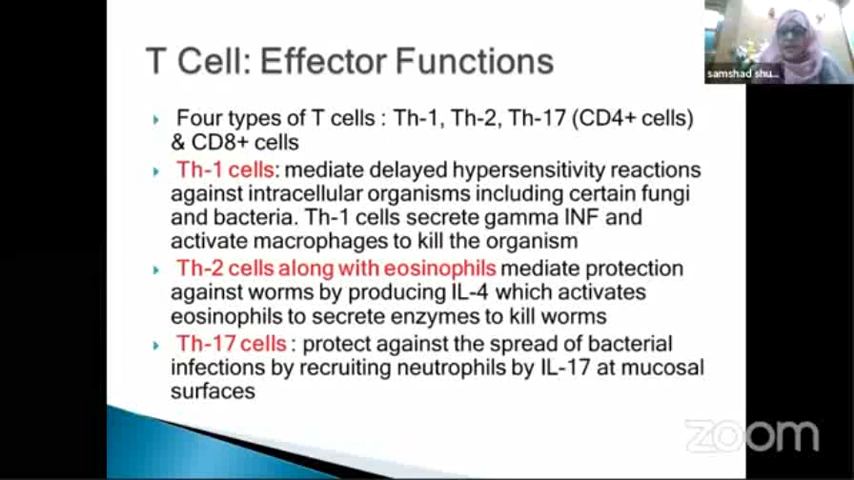 T Cell: Effector Functions
samshad shu...
Four types of T cells : Th-1, Th-2, Th-17 (CD4+ cells)
& CD8+ cells
Th-1 cells: mediate delayed hypersensitivity reactions
against intracellular organisms including certain fungi
and bacteria. Th-1 cells secrete gamma INF and
activate macrophages to kill the organism
Th-2 cells along with eosinophils mediate protection
against worms by producing IL-4 which activates
eosinophils to secrete enzymes to kill worms
Th-17 cells : protect against the spread of bacterial
infections by recruiting neutrophils by IL-17 at mucosal
surfaces
zoom